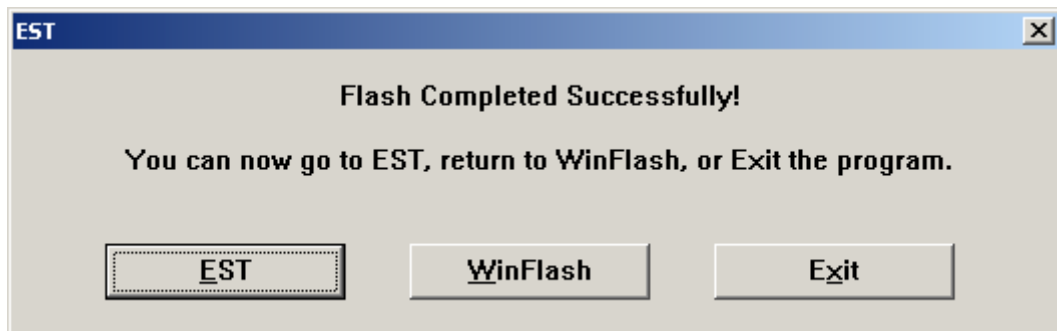 EST
Flash Completed Successfully!
You can now go to EST, return to WinFlash, or Exit the program.
EST
WinFlash
Exit